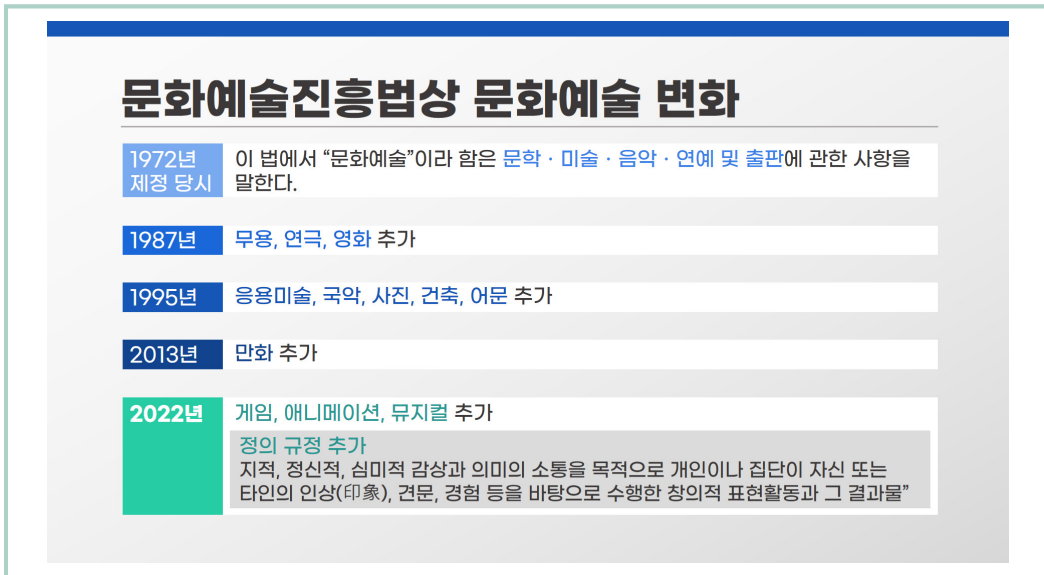 문화예술진흥법상 문화예술 변화
1972년 이 법에서 “문화예술”이라 함은 문학 · 미술 · 음악 · 연예 및 출판에 관한 사항을
제정 당시 말한다.
1987년 무용, 연극, 영화 추가
1995년 응용미술, 국악, 사진, 건축, 어문 추가
2013년 만화 추가
2022년 게임, 애니메이션, 뮤지컬 추가
정의 규정 추가
지적, 정신적, 심미적 감상과 의미의 소통을 목적으로 개인이나 집단이 자신 또는
타인의 인상(印象), 견문, 경험 등을 바탕으로 수행한 창의적 표현활동과 그 결과물”